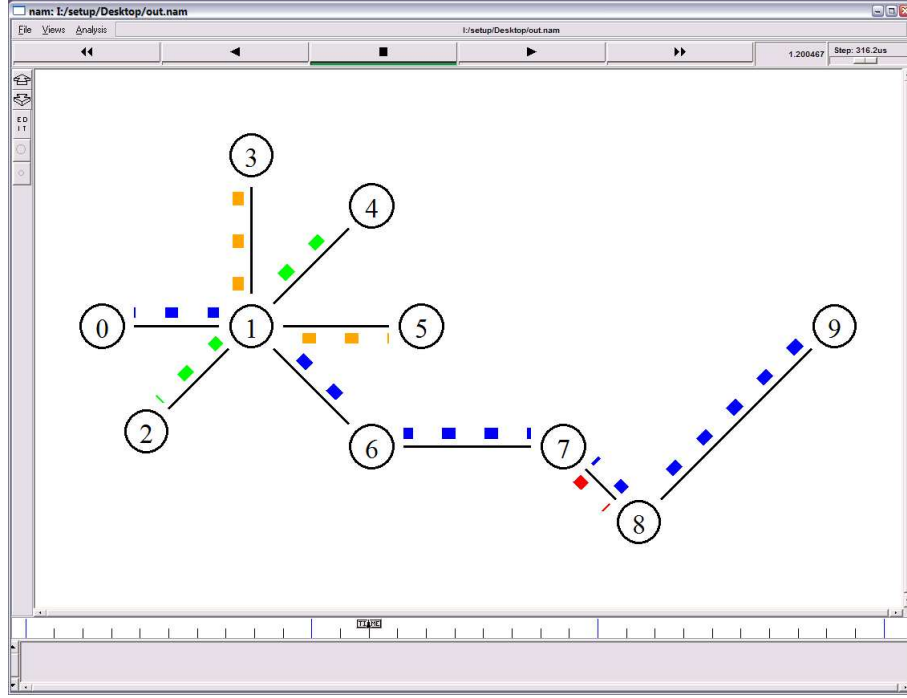 nam: I:/setup/Desktop/out.nam
File Views Analysis I:/setup/Desktop/out.nam
1.200467 Step: 316.2us
E D
I T
3
4
0 1 5 9
2
6 7
8
TIME